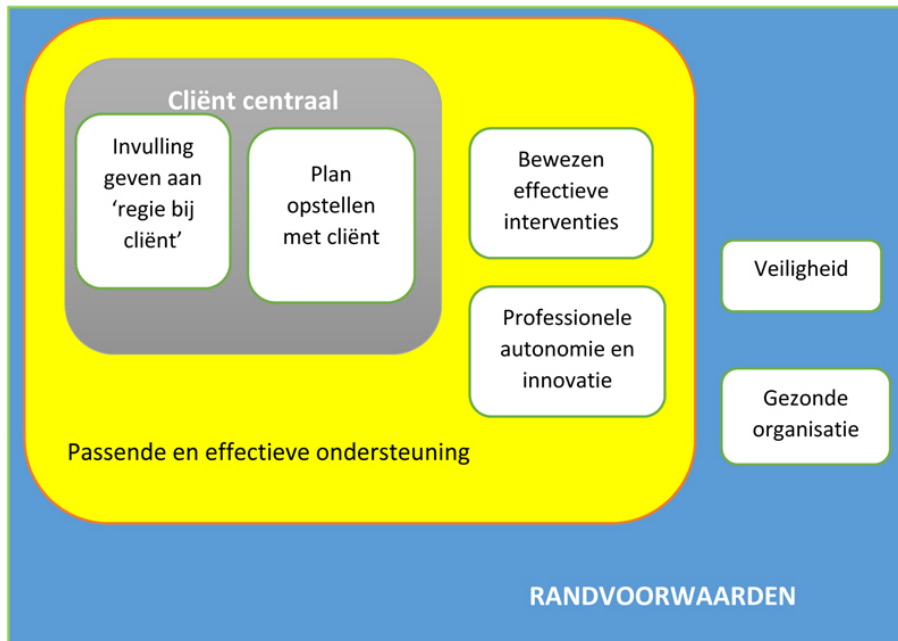 Cliënt centraal
Invulling
geven aan
‘regie bij
cliënt’
Plan
opstellen
met cliënt
Bewezen
effectieve
interventies
Professionele
autonomie en
innovatie
Passende en effectieve ondersteuning
Veiligheid
Gezonde
organisatie
RANDVOORWAARDEN